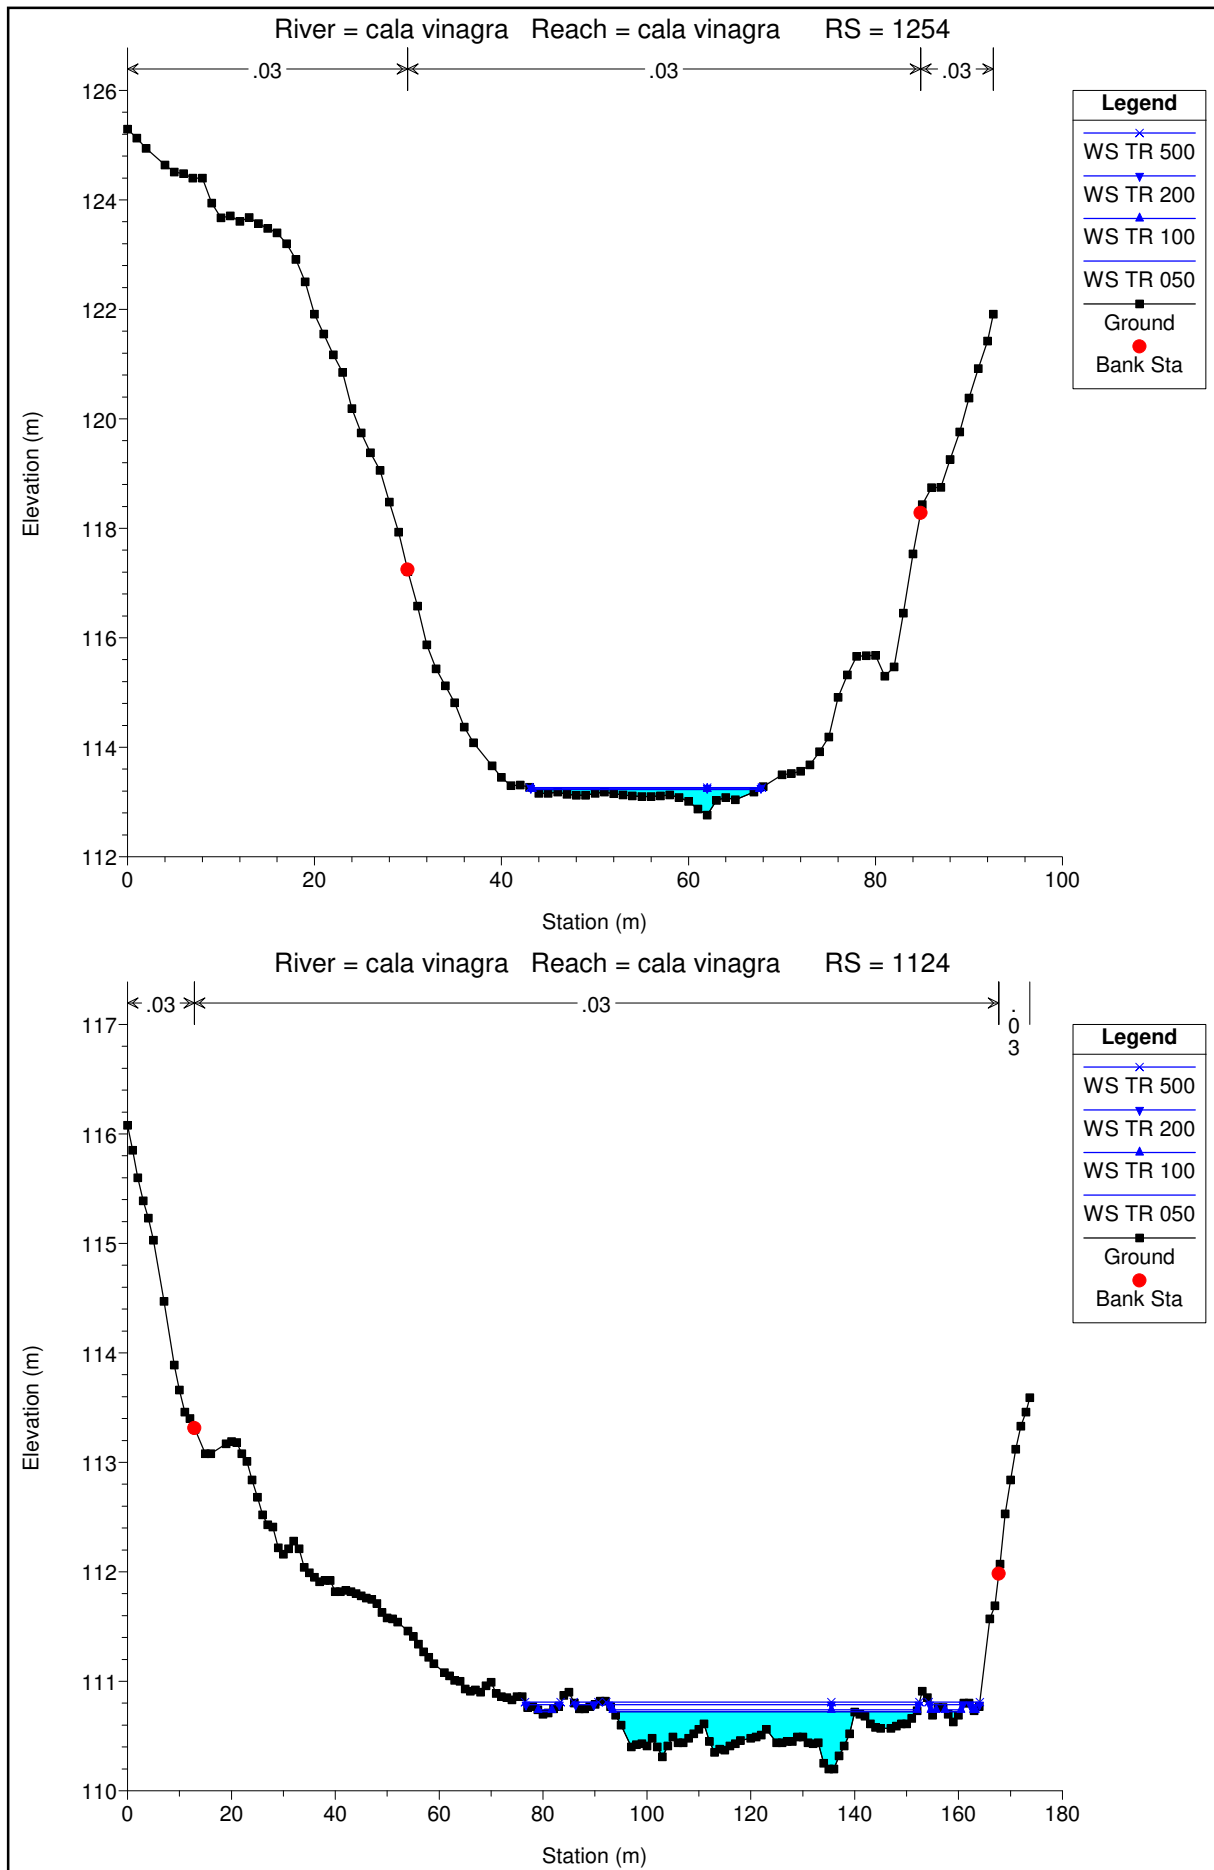 River = cala vinagra   Reach = cala vinagra      RS = 1254
.03 .03 .03
126
124
122
120
118
116
114
112
0 20 40 60 80 100
Elevation (m)
Station (m)
Legend
WS TR 500
WS TR 200
WS TR 100
WS TR 050
Ground
Bank Sta
River = cala vinagra   Reach = cala vinagra      RS = 1124
.03 .03 .03
117
116
115
114
113
112
111
110
0 20 40 60 80 100 120 140 160 180
Elevation (m)
Station (m)
Legend
WS TR 500
WS TR 200
WS TR 100
WS TR 050
Ground
Bank Sta